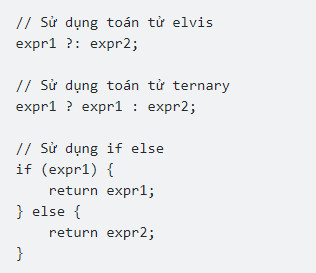 // Sử dụng toán tử elvis
expr1 ?: expr2;
// Sử dụng toán tử ternary
expr1 ? expr1 : expr2;
// Sử dụng if else
if (expr1) {
    return expr1;
} else {
    return expr2;
}